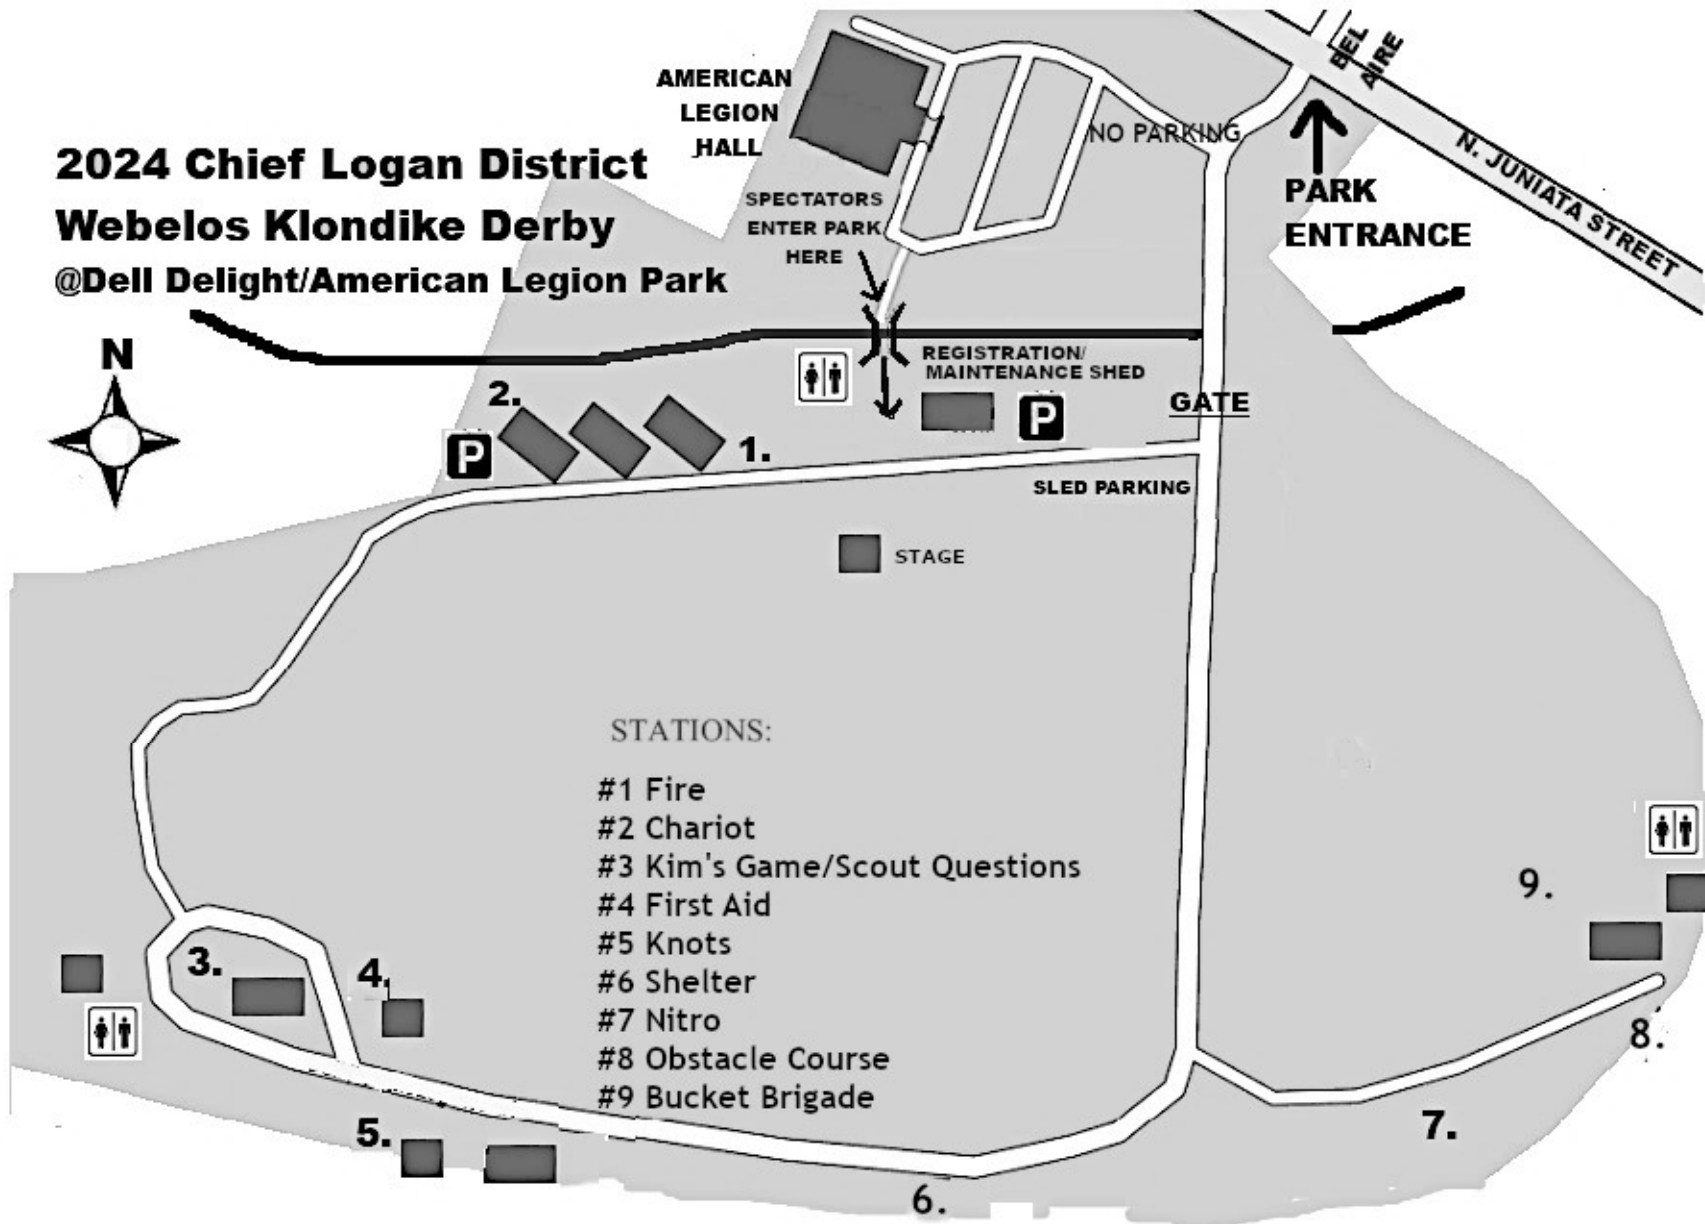 2024 Chief Logan District
Webelos Klondike Derby
@Dell Delight/American Legion Park
AMERICAN
LEGION
HALL
BEL
AIRE
NO PARKING
N. JUNIATA STREET
PARK
ENTRANCE
SPECTATORS
ENTER PARK
HERE
N
REGISTRATION/
MAINTENANCE SHED
GATE
2.
P
1.
P
SLED PARKING
STAGE
STATIONS:
#1 Fire
#2 Chariot
#3 Kim's Game/Scout Questions
#4 First Aid
#5 Knots
#6 Shelter
#7 Nitro
#8 Obstacle Course
#9 Bucket Brigade
9.
3.
4.
8.
5.
7.
6.